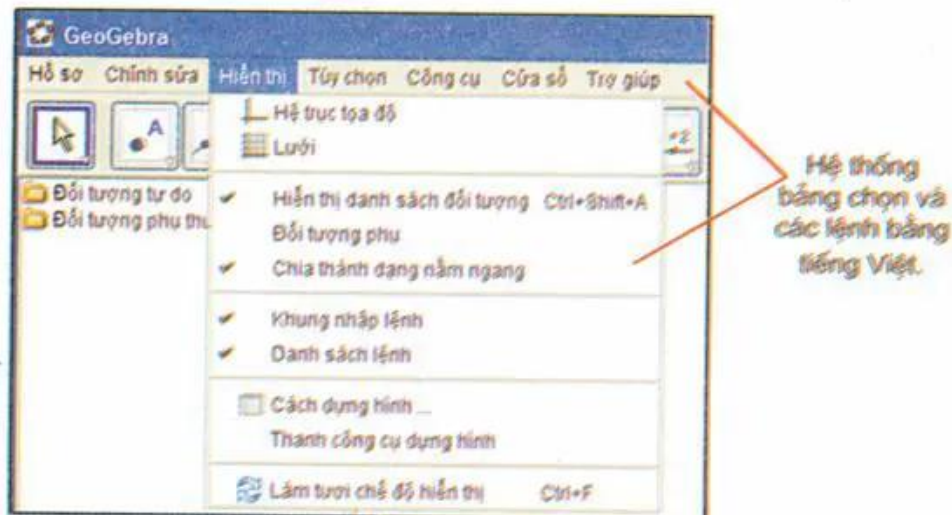 GeoGebra
Hồ sơ Chỉnh sửa Hiển thị Tùy chọn Công cụ Cửa sổ Trợ giúp
A
Hệ trục tọa độ
Lưới
Đối tượng tự do
Đối tượng phụ thu
Hiển thị danh sách đối tượng Ctrl+Shift+A
Đối tượng phụ
Chia thành dạng nằm ngang
Khung nhập lệnh
Danh sách lệnh
Cách dựng hình ...
Thanh công cụ dựng hình
Làm tươi chế độ hiển thị Ctrl+F
Hệ thống
bảng chọn và
các lệnh bằng
tiếng Việt.